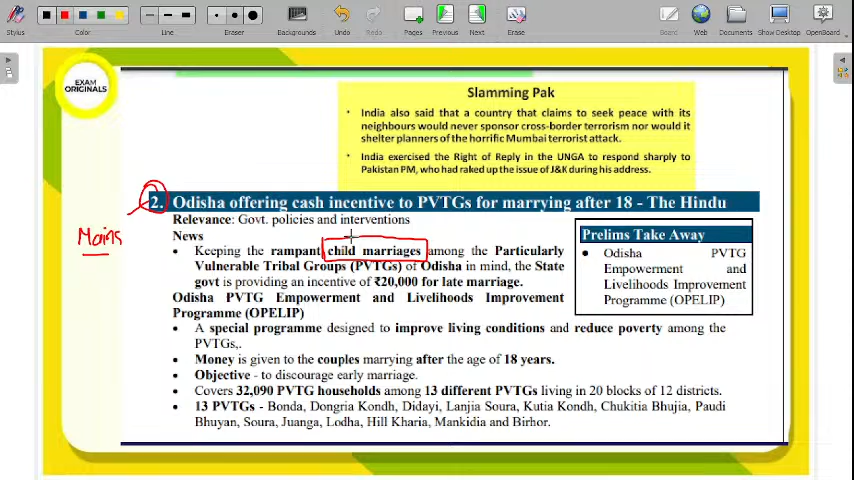 Color
Line
Eraser
Backgrounds
Undo
Redo
Pages
Previous
Next
Erase
Board
Web
Documents
Show Desktop
OpenBoard
EXAM
ORIGINALS
Slamming Pak
• India also said that a country that claims to seek peace with its
neighbours would never sponsor cross-border terrorism nor would it
shelter planners of the horrific Mumbai terrorist attack.
• India exercised the Right of Reply in the UNGA to respond sharply to
Pakistan PM, who had raked up the issue of J&K during his address.
2. Odisha offering cash incentive to PVTGs for marrying after 18 - The Hindu
Mains
Relevance: Govt. policies and interventions
News
• Keeping the rampant child marriages among the Particularly
Vulnerable Tribal Groups (PVTGs) of Odisha in mind, the State
govt is providing an incentive of ₹20,000 for late marriage.
Odisha PVTG Empowerment and Livelihoods Improvement
Programme (OPELIP)
• A special programme designed to improve living conditions and reduce poverty among the
PVTGs,.
• Money is given to the couples marrying after the age of 18 years.
• Objective - to discourage early marriage.
• Covers 32,090 PVTG households among 13 different PVTGs living in 20 blocks of 12 districts.
• 13 PVTGs - Bonda, Dongria Kondh, Didayi, Lanjia Soura, Kutia Kondh, Chukitia Bhujia, Paudi
Bhuyan, Soura, Juanga, Lodha, Hill Kharia, Mankidia and Birhor.
Prelims Take Away
• Odisha PVTG
Empowerment and
Livelihoods Improvement
Programme (OPELIP)